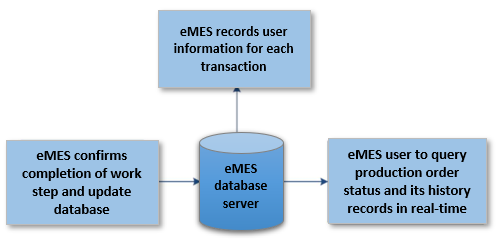 eMES records user
information for each
transaction
eMES confirms
completion of work
step and update
database
eMES
database
server
eMES user to query
production order
status and its history
records in real-time